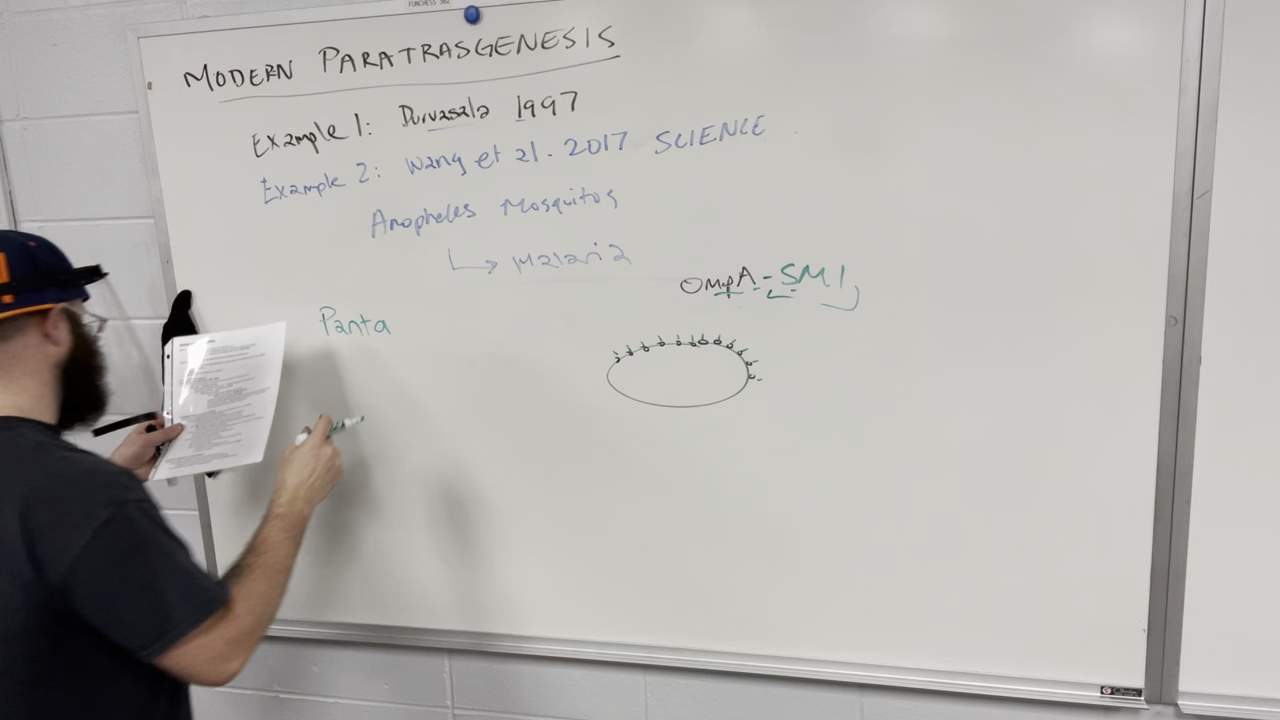 MODERN PARATRASGENESIS
Example 1: Durvasala 1997
Example 2: Wang et al. 2017 SCIENCE
Anopheles Mosquitos
Malaria
OmpA-SM1
Panta